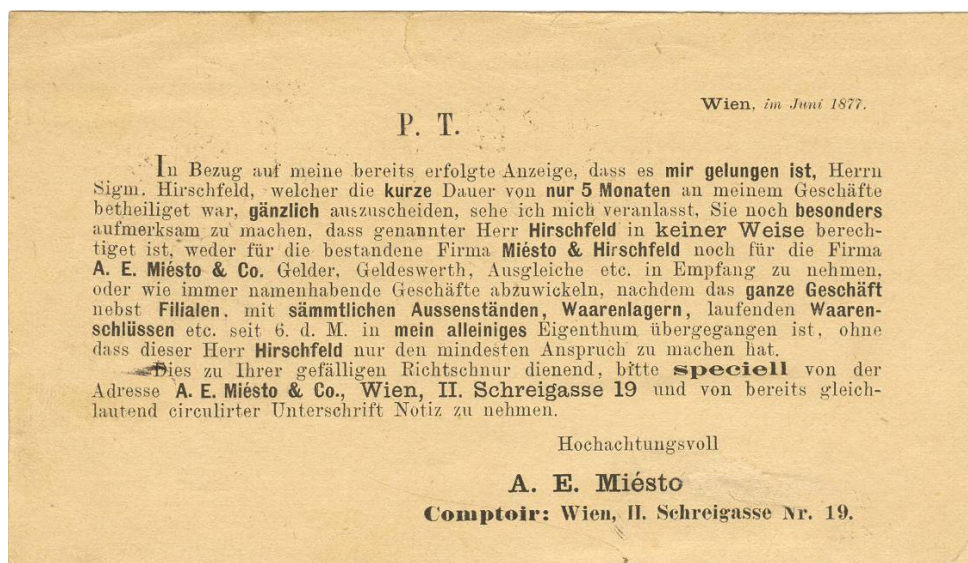 Wien, im Juni 1877.
P. T.
In Bezug auf meine bereits erfolgte Anzeige, dass es mir gelungen ist, Herrn
Sigm. Hirschfeld, welcher die kurze Dauer von nur 5 Monaten an meinem Geschäfte
betheiliget war, gänzlich auszuscheiden, sehe ich mich veranlasst, Sie noch besonders
aufmerksam zu machen, dass genannter Herr Hirschfeld in keiner Weise berech-
tiget ist, weder für die bestandene Firma Miésto & Hirschfeld noch für die Firma
A. E. Miésto & Co. Gelder, Geldeswerth, Ausgleiche etc. in Empfang zu nehmen,
oder wie immer namenhabende Geschäfte abzuwickeln, nachdem das ganze Geschäft
nebst Filialen, mit sämmtlichen Aussenständen, Waarenlagern, laufenden Waaren-
schlüssen etc. seit 6. d. M. in mein alleiniges Eigenthum übergegangen ist, ohne
dass dieser Herr Hirschfeld nur den mindesten Anspruch zu machen hat.
Dies zu Ihrer gefälligen Richtschnur dienend, bitte speciell von der
Adresse A. E. Miésto & Co., Wien, II. Schreigasse 19 und von bereits gleich-
lautend circulirter Unterschrift Notiz zu nehmen.
Hochachtungsvoll
A. E. Miésto
Comptoir: Wien, II. Schreigasse Nr. 19.